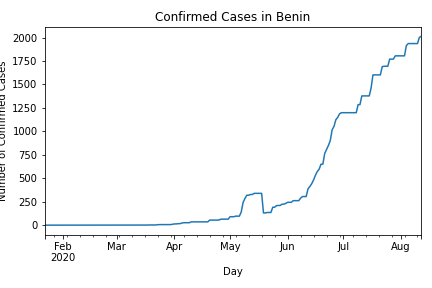 Confirmed Cases in Benin
Number of Confirmed Cases
2000
1750
1500
1250
1000
750
500
250
0
Feb Mar Apr May Jun Jul Aug
2020
Day